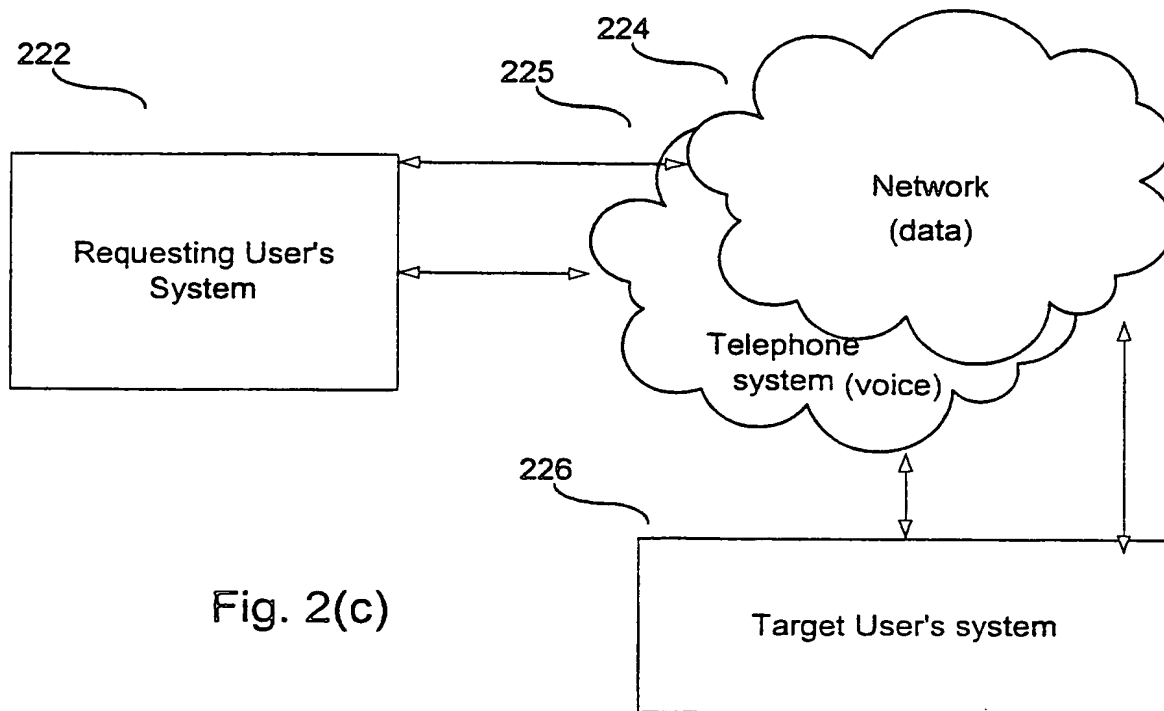 224
222
225
Network
(data)
Requesting User's
System
Telephone
system (voice)
226
Fig. 2(c)
Target User's system